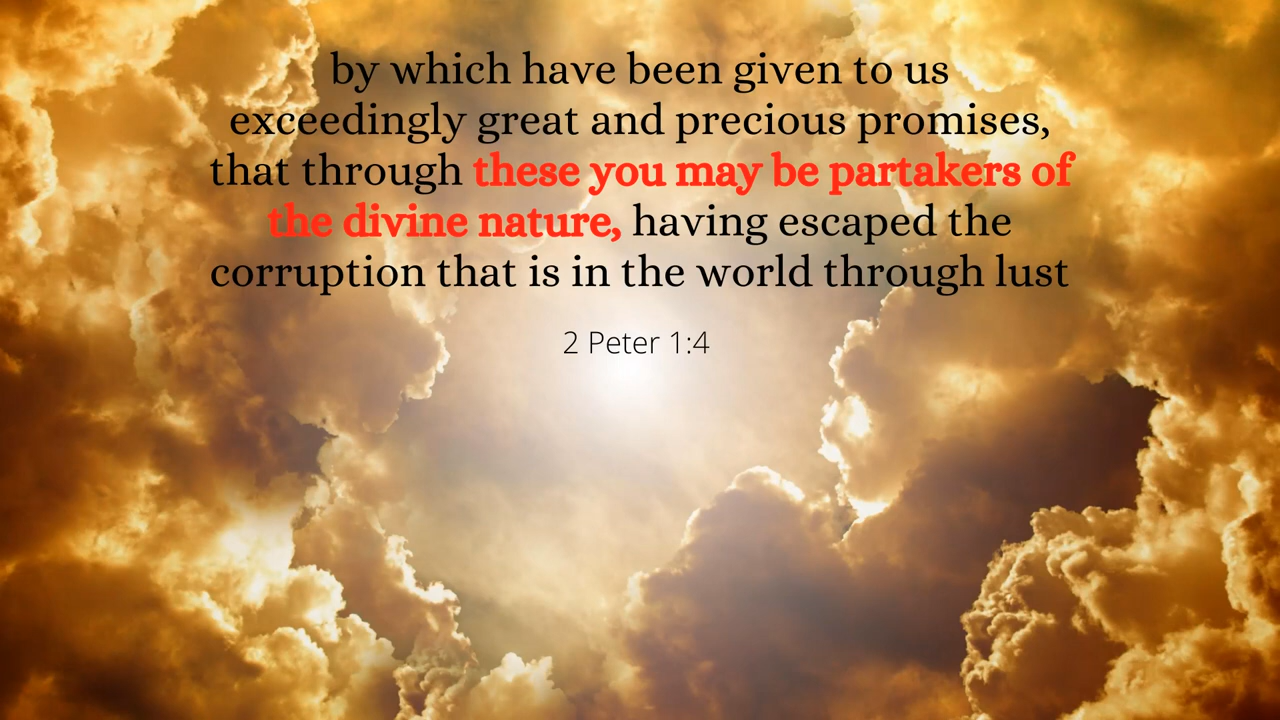 by which have been given to us
exceedingly great and precious promises,
that through these you may be partakers of
the divine nature, having escaped the
corruption that is in the world through lust
2 Peter 1:4